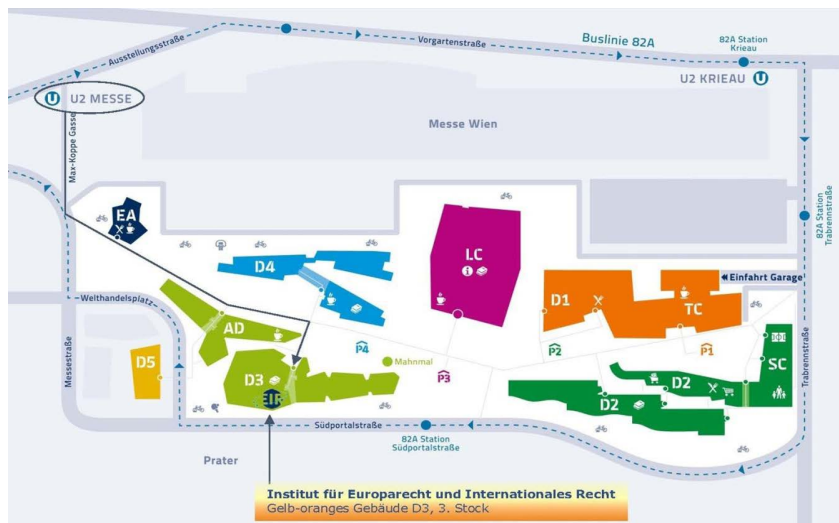 Ausstellungsstraße
Vorgartenstraße
Buslinie 82A
82A Station
Krieau
U U2 MESSE
U2 KRIEAU U
Max-Koppe Gasse
Messe Wien
82A Station
Trabrennstraße
EA
D4
LC
Einfahrt Garage
D1
TC
Welthandelsplatz
AD
P4
P2
P1
SC
D5
D3
Mahnmal
P3
D2
D2
EIR
Messestraße
Trabrennstraße
Südportalstraße
82A Station
Südportalstraße
Prater
Institut für Europarecht und Internationales Recht
Gelb-oranges Gebäude D3, 3. Stock